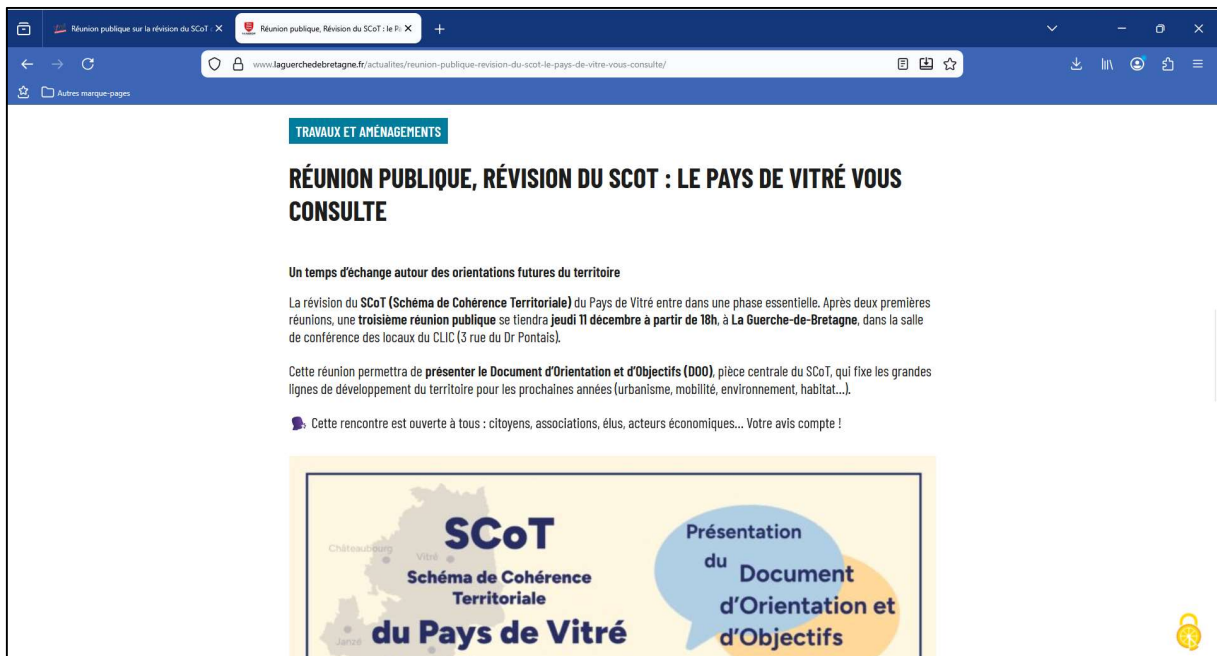 Réunion publique sur la révision du SCoT
Réunion publique, Révision du SCoT : le P
www.laguerchedebretagne.fr/actualites/reunion-publique-revision-du-scot-le-pays-de-vitre-vous-consulte/
Autres marque-pages
TRAVAUX ET AMÉNAGEMENTS
RÉUNION PUBLIQUE, RÉVISION DU SCOT : LE PAYS DE VITRÉ VOUS
CONSULTE
Un temps d'échange autour des orientations futures du territoire
La révision du SCoT (Schéma de Cohérence Territoriale) du Pays de Vitré entre dans une phase essentielle. Après deux premières
réunions, une troisième réunion publique se tiendra jeudi 11 décembre à partir de 18h, à La Guerche-de-Bretagne, dans la salle
de conférence des locaux du CLIC (3 rue du Dr Pontais).
Cette réunion permettra de présenter le Document d'Orientation et d'Objectifs (DOO), pièce centrale du SCoT, qui fixe les grandes
lignes de développement du territoire pour les prochaines années (urbanisme, mobilité, environnement, habitat…).
Cette rencontre est ouverte à tous : citoyens, associations, élus, acteurs économiques… Votre avis compte !
SCoT
Châteaubourg
Vitré
Schéma de Cohérence
Territoriale
Janzé
du Pays de Vitré
Présentation
du Document
d'Orientation et
d'Objectifs